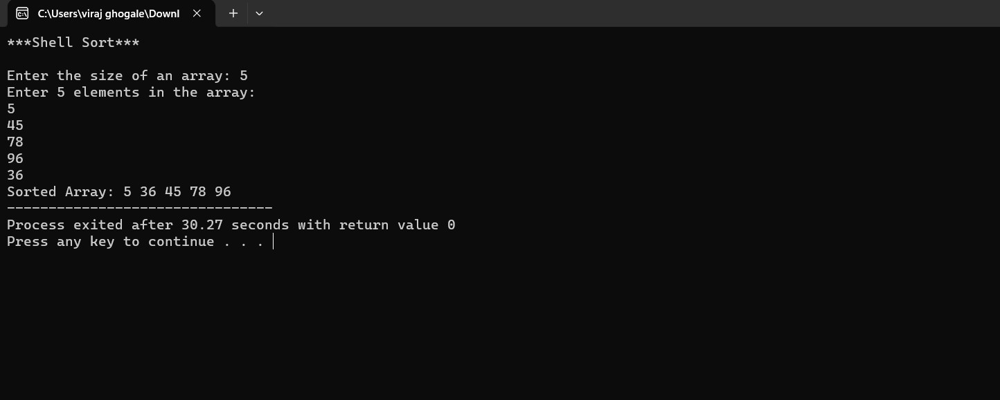 C:\Users\viraj ghogale\Downl
***Shell Sort***
Enter the size of an array: 5
Enter 5 elements in the array:
5
45
78
96
36
Sorted Array: 5 36 45 78 96
--------------------------------
Process exited after 30.27 seconds with return value 0
Press any key to continue . . .